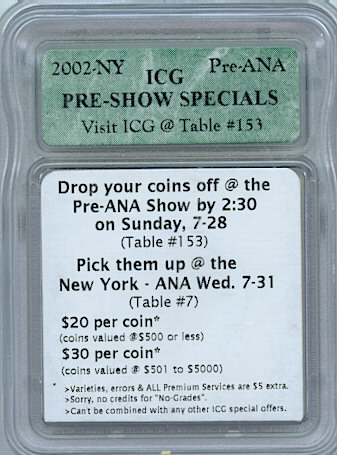 2002-NY Pre-ANA
ICG
PRE-SHOW SPECIALS
Visit ICG @ Table #153
Drop your coins off @ the
Pre-ANA Show by 2:30
on Sunday, 7-28
(Table #153)
Pick them up @ the
New York - ANA Wed. 7-31
(Table #7)
$20 per coin*
(coins valued @$500 or less)
$30 per coin*
(coins valued @ $501 to $5000)
* >Varieties, errors & ALL Premium Services are $5 extra.
>Sorry, no credits for "No-Grades".
>Can't be combined with any other ICG special offers.